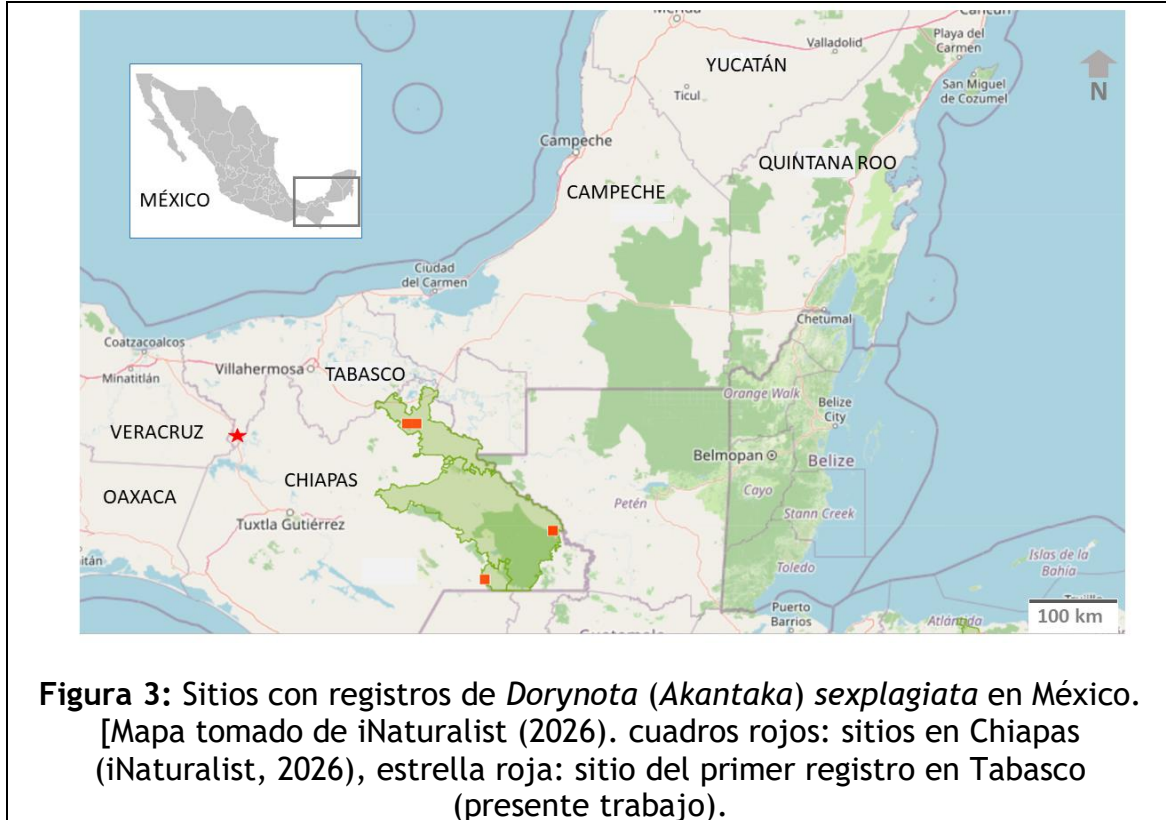 Mérida
Cancún
Valladolid
Playa del
Carmen
YUCATÁN
San Miguel
de Cozumel
N
Ticul
Campeche
QUINTANA ROO
CAMPECHE
MÉXICO
Ciudad
del Carmen
Chetumal
Coatzacoalcos
Minatitlán
Villahermosa
TABASCO
Orange Walk
Belize
City
VERACRUZ
Belmopan
Belize
CHIAPAS
OAXACA
Petén
Cayo
Stann Creek
Tuxtla Gutiérrez
itán
Toledo
Islas de la
Bahía
Puerto
Barrios
Atlántida
100 km
Guatemala
Figura 3: Sitios con registros de Dorynota (Akantaka) sexplagiata en México.
[Mapa tomado de iNaturalist (2026). cuadros rojos: sitios en Chiapas
(iNaturalist, 2026), estrella roja: sitio del primer registro en Tabasco
(presente trabajo).